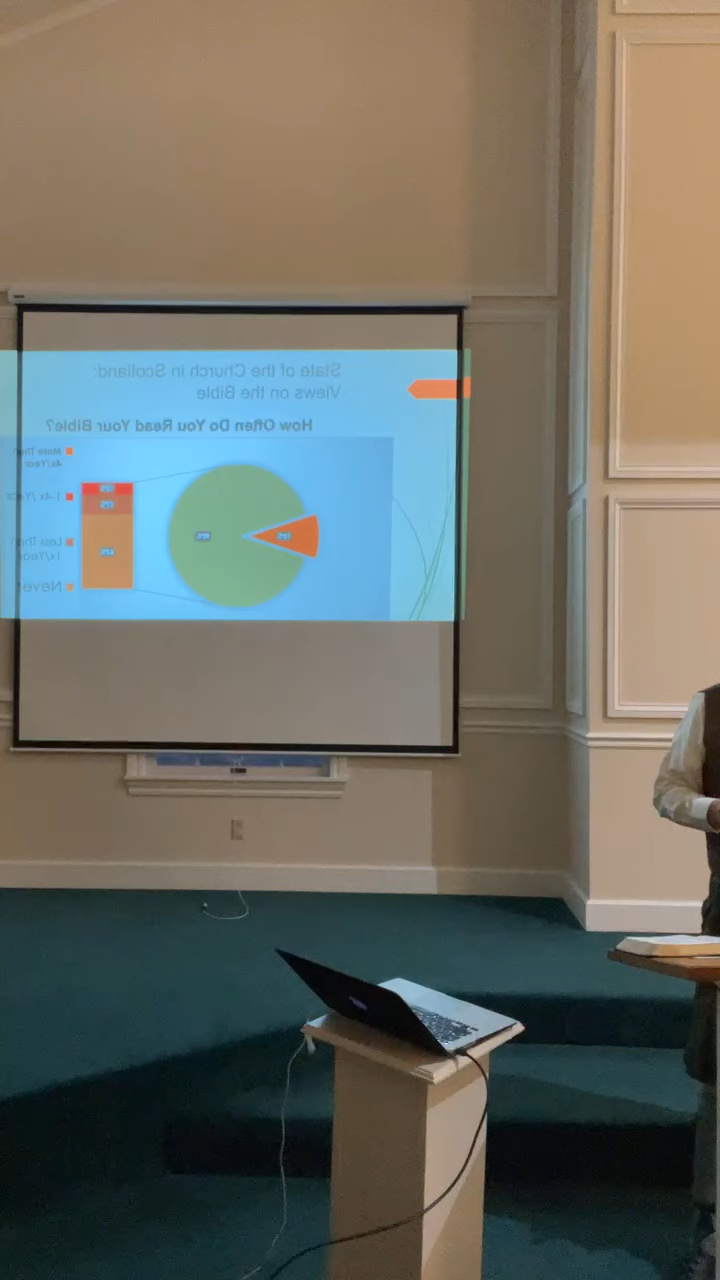 State of the Church in Scotland:
Views on the Bible
How Often Do You Read Your Bible?
More Than
4x/Year
1-4x/Year
Less Than
1x/Year
Never